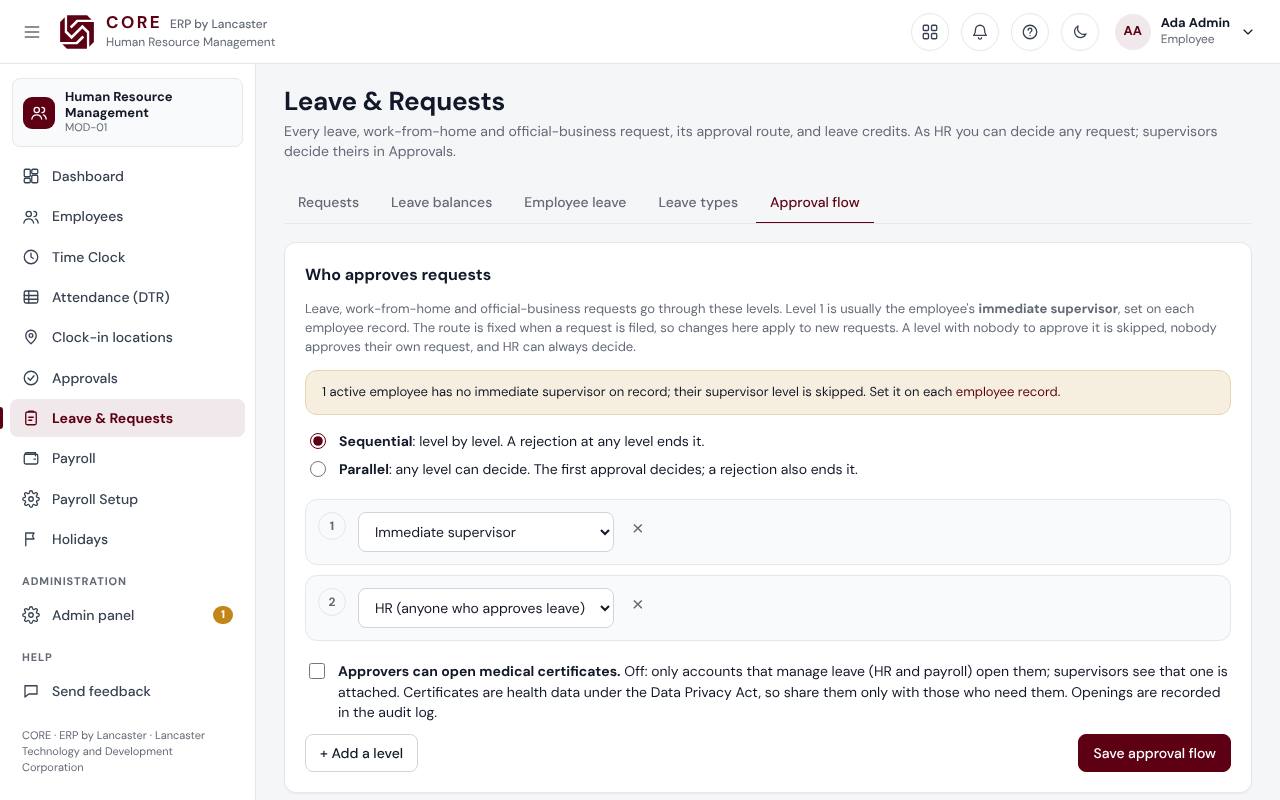 CORE ERP by Lancaster
Human Resource Management
AA
Ada Admin
Employee
Human Resource
Management
MOD-01
Dashboard
Employees
Time Clock
Attendance (DTR)
Clock-in locations
Approvals
Leave & Requests
Payroll
Payroll Setup
Holidays
ADMINISTRATION
Admin panel 1
HELP
Send feedback
CORE · ERP by Lancaster · Lancaster
Technology and Development
Corporation
Leave & Requests
Every leave, work-from-home and official-business request, its approval route, and leave credits. As HR you can decide any request; supervisors
decide theirs in Approvals.
Requests Leave balances Employee leave Leave types Approval flow
Who approves requests
Leave, work-from-home and official-business requests go through these levels. Level 1 is usually the employee's immediate supervisor, set on each
employee record. The route is fixed when a request is filed, so changes here apply to new requests. A level with nobody to approve it is skipped, nobody
approves their own request, and HR can always decide.
1 active employee has no immediate supervisor on record; their supervisor level is skipped. Set it on each employee record.
Sequential: level by level. A rejection at any level ends it.
Parallel: any level can decide. The first approval decides; a rejection also ends it.
1 Immediate supervisor ×
2 HR (anyone who approves leave) ×
Approvers can open medical certificates. Off: only accounts that manage leave (HR and payroll) open them; supervisors see that one is
attached. Certificates are health data under the Data Privacy Act, so share them only with those who need them. Openings are recorded
in the audit log.
+ Add a level
Save approval flow